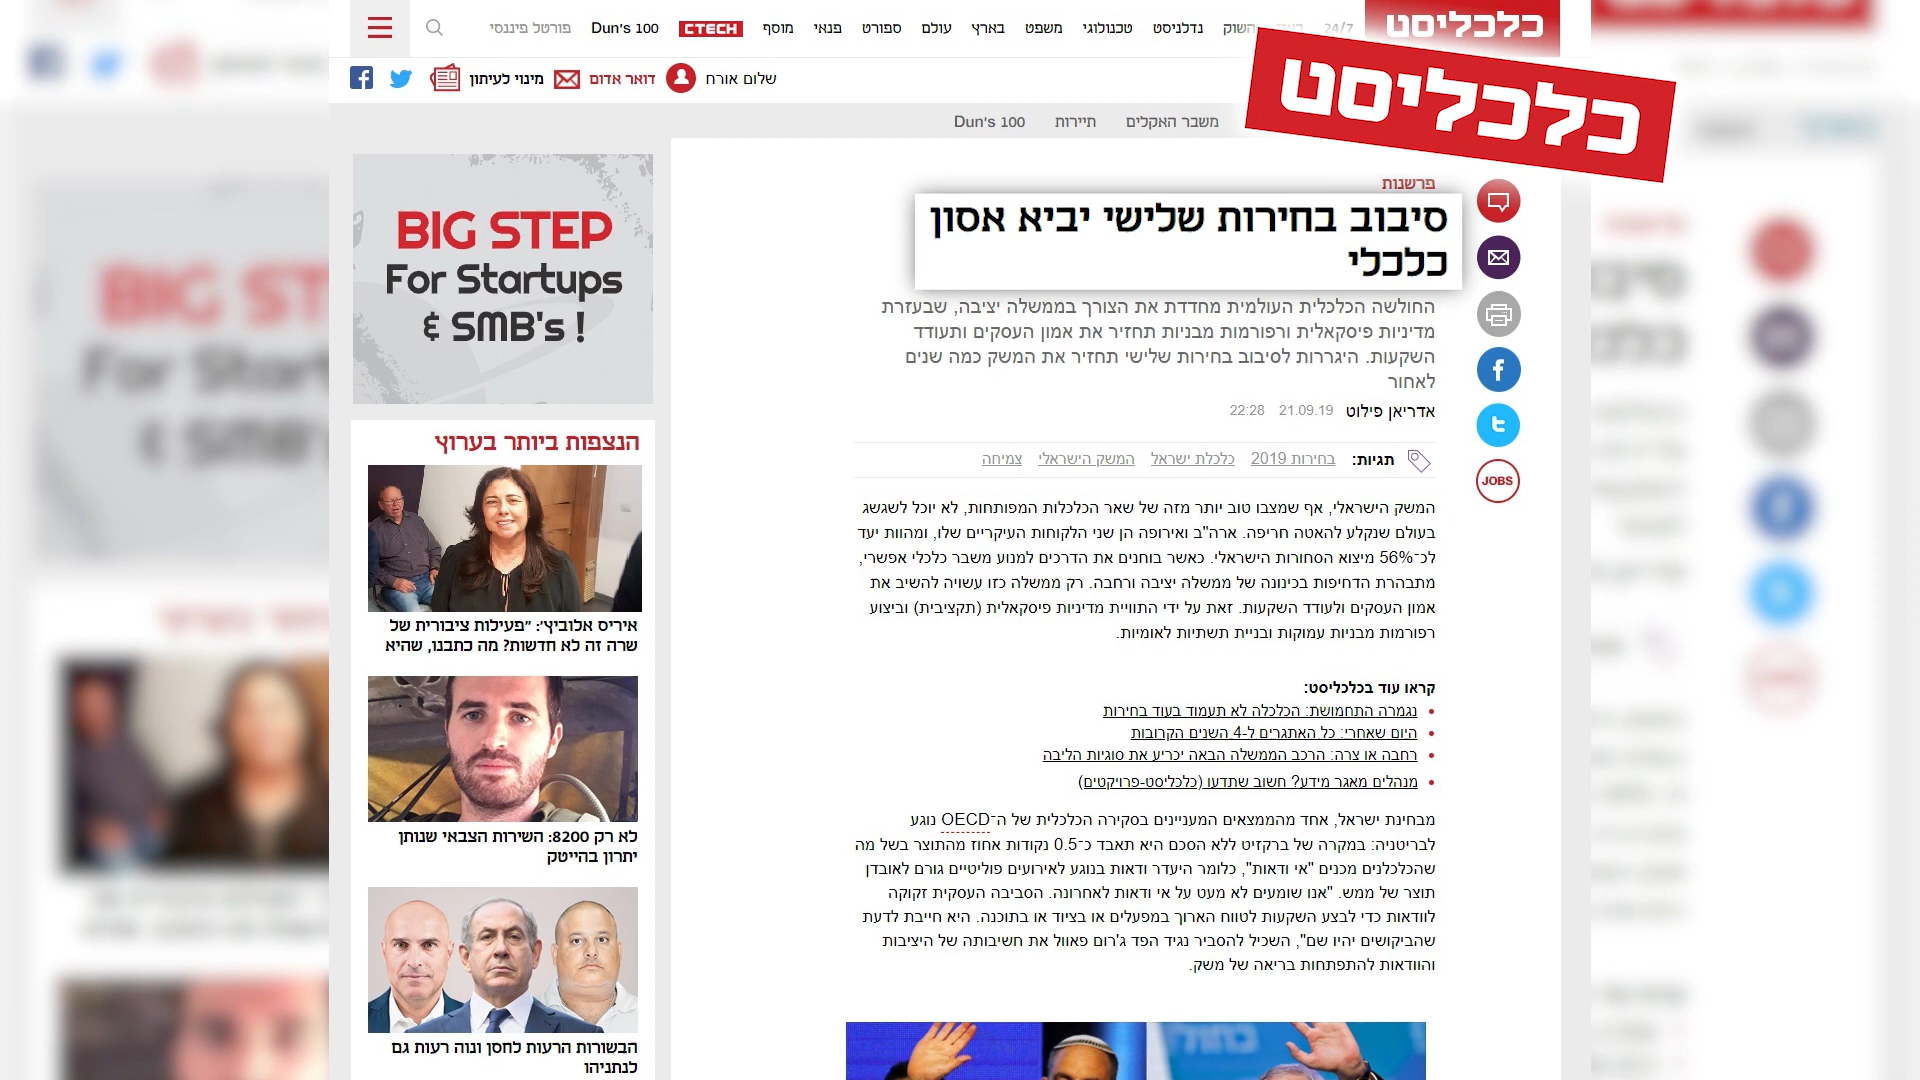 כלכליסט
24/7
השוק
נדלניסט
טכנולוגי
משפט
בארץ
עולם
ספורט
פנאי
מוסף
CTECH
Dun's 100
פורטל פיננסי
כלכליסט
שלום אורח
דואר אדום
מינוי לעיתון
משבר האקלים
תיירות
Dun's 100
פרשנות
סיבוב בחירות שלישי יביא אסון
כלכלי
החולשה הכלכלית העולמית מחדדת את הצורך בממשלה יציבה, שבעזרת
מדיניות פיסקאלית ורפורמות מבניות תחזיר את אמון העסקים ותעודד
השקעות. היגררות לסיבוב בחירות שלישי תחזיר את המשק כמה שנים
לאחור
אדריאן פילוט 21.09.19 22:28
תגיות: בחירות 2019 כלכלת ישראל המשק הישראלי צמיחה
המשק הישראלי, אף שמצבו טוב יותר מזה של שאר הכלכלות המפותחות, לא יוכל לשגשג
בעולם שנקלע להאטה חריפה. ארה"ב ואירופה הן שני הלקוחות העיקריים שלו, ומהוות יעד
לכ־56% מיצוא הסחורות הישראלי. כאשר בוחנים את הדרכים למנוע משבר כלכלי אפשרי,
מתבהרת הדחיפות בכינונה של ממשלה יציבה ורחבה. רק ממשלה כזו עשויה להשיב את
אמון העסקים ולעודד השקעות. זאת על ידי התוויית מדיניות פיסקאלית (תקציבית) וביצוע
רפורמות מבניות עמוקות ובניית תשתיות לאומיות.
קראו עוד בכלכליסט:
נגמרה התחמושת: הכלכלה לא תעמוד בעוד בחירות
היום שאחרי: כל האתגרים ל-4 השנים הקרובות
רחבה או צרה: הרכב הממשלה הבאה יכריע את סוגיות הליבה
מנהלים מאגר מידע? חשוב שתדעו (כלכליסט-פרויקטים)
מבחינת ישראל, אחד מהממצאים המעניינים בסקירה הכלכלית של ה־OECD נוגע
לבריטניה: במקרה של ברקזיט ללא הסכם היא תאבד כ־0.5 נקודות אחוז מהתוצר בשל מה
שהכלכלנים מכנים "אי ודאות", כלומר היעדר ודאות בנוגע לאירועים פוליטיים גורם לאובדן
תוצר של ממש. "אנו שומעים לא מעט על אי ודאות לאחרונה. הסביבה העסקית זקוקה
לוודאות כדי לבצע השקעות לטווח הארוך במפעלים או בציוד או בתוכנה. היא חייבת לדעת
שהביקושים יהיו שם", השכיל להסביר נגיד הפד ג'רום פאוול את חשיבותה של היציבות
והוודאות להתפתחות בריאה של משק.
JOBS
BIG STEP
For Startups
& SMB's !
הנצפות ביותר בערוץ
איריס אלוביץ': "פעילות ציבורית של
שרה זה לא חדשות? מה כתבנו, שהיא
לא רק 8200: השירות הצבאי שנותן
יתרון בהייטק
הבשורות הרעות לחסן ונוה רעות גם
לנתניהו